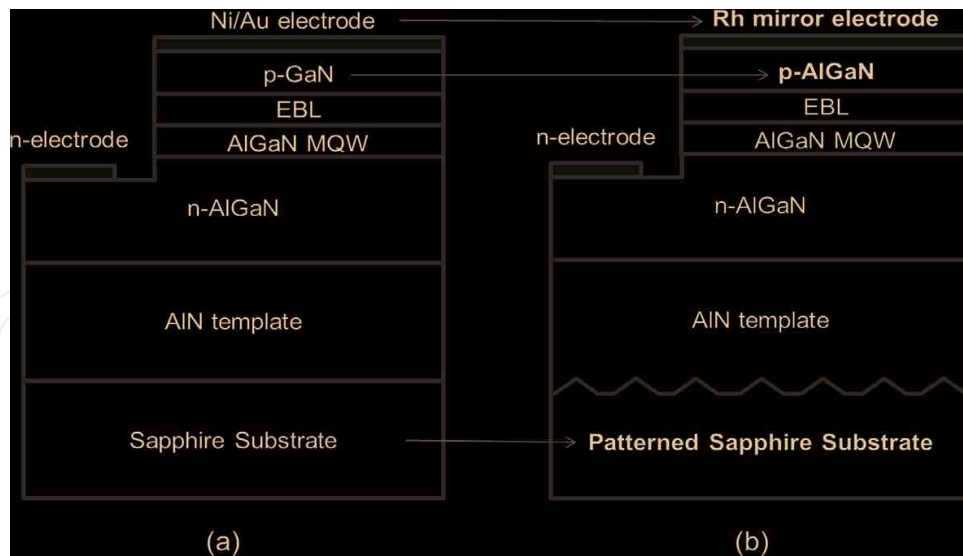 Ni/Au electrode
Rh mirror electrode
p-GaN
p-AlGaN
EBL
EBL
n-electrode
AlGaN MQW
n-electrode
AlGaN MQW
n-AlGaN
n-AlGaN
AlN template
AlN template
Sapphire Substrate
Patterned Sapphire Substrate
(a)
(b)